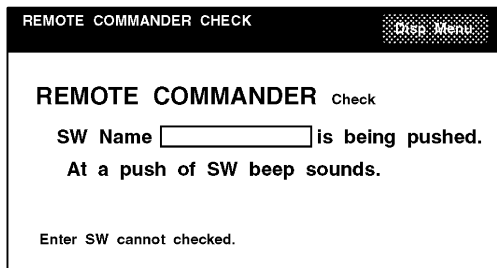 REMOTE COMMANDER CHECK
Disp Menu
REMOTE COMMANDER Check
SW Name is being pushed.
At a push of SW beep sounds.
Enter SW cannot checked.